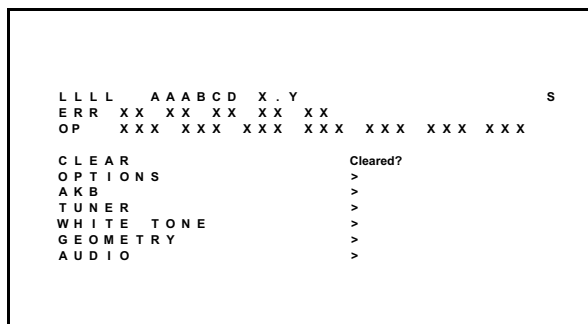 LLLL AAABCD X.Y S
ERR XX XX XX XX XX
OP XXX XXX XXX XXX XXX XXX XXX
CLEAR Cleared?
OPTIONS >
AKB >
TUNER >
WHITE TONE >
GEOMETRY >
AUDIO >